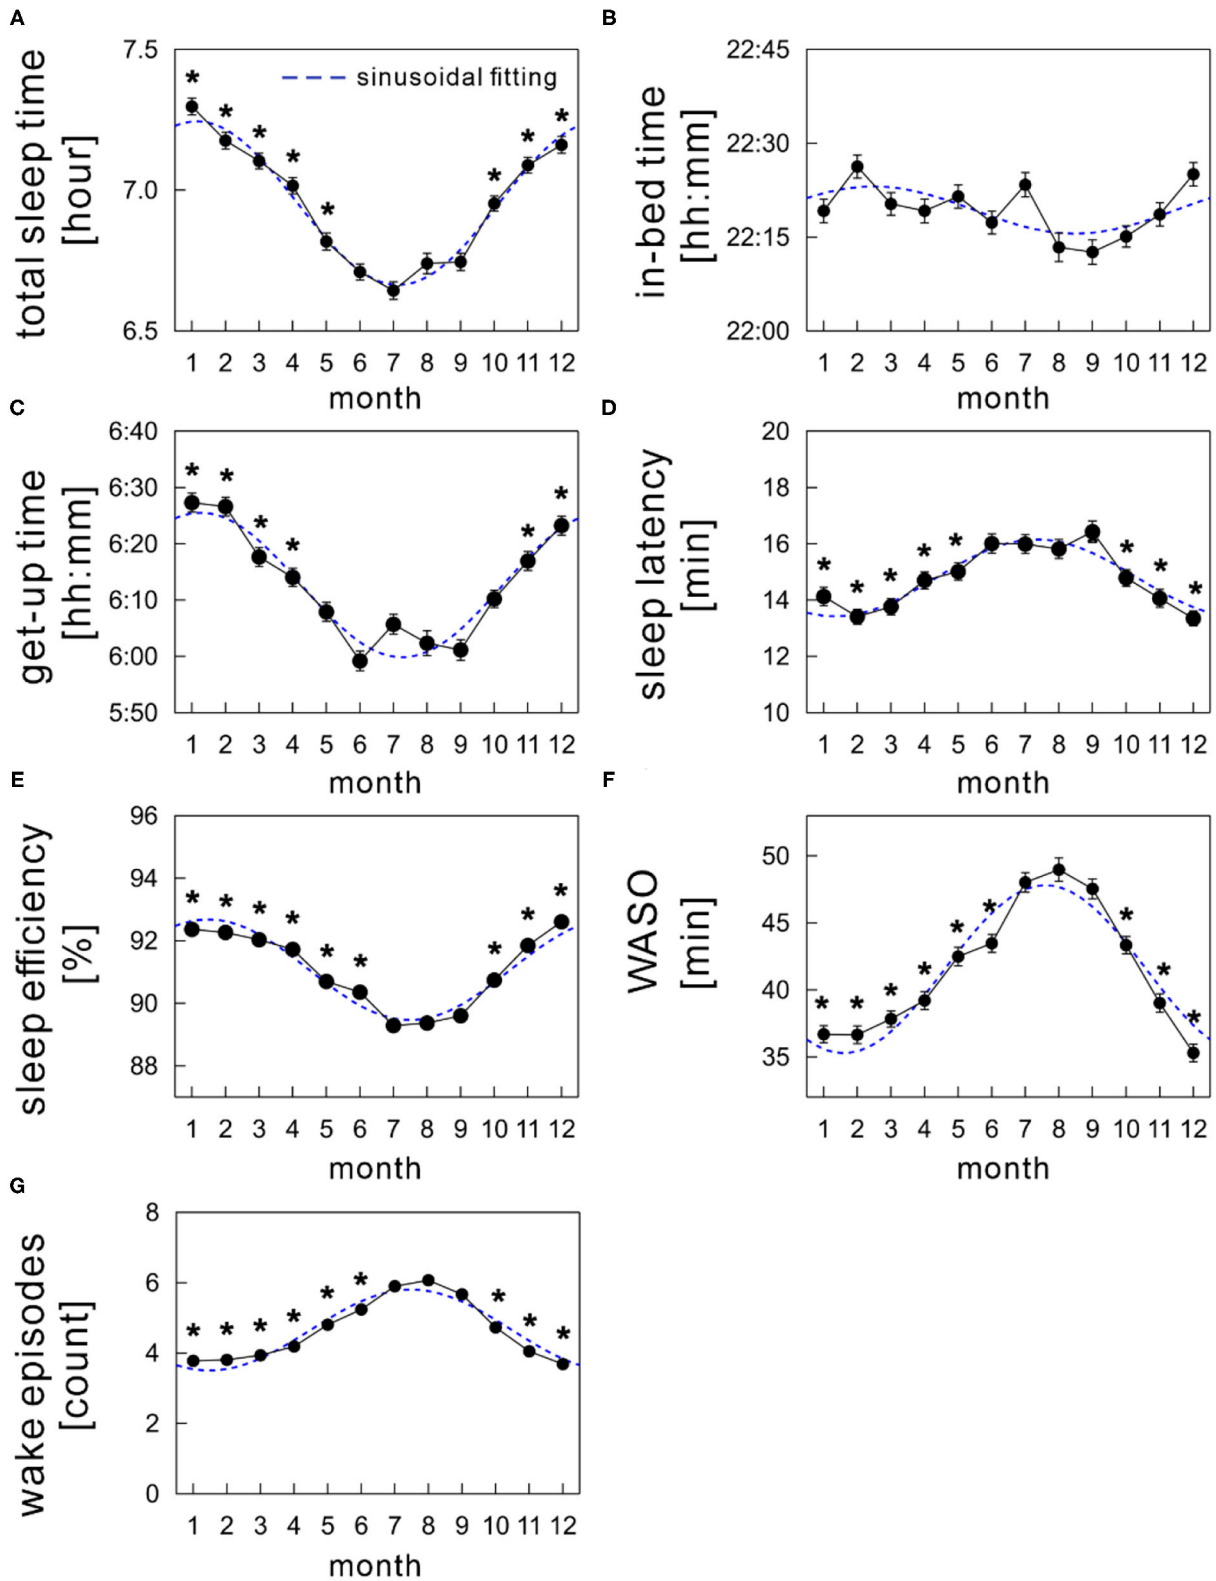 A
total sleep time
[hour]
7.5
7.0
6.5
sinusoidal fitting
* * * * * * * *
1 2 3 4 5 6 7 8 9 10 11 12
month
B
in-bed time
[hh:mm]
22:45
22:30
22:15
22:00
1 2 3 4 5 6 7 8 9 10 11 12
month
C
get-up time
[hh:mm]
6:40
6:30
6:20
6:10
6:00
5:50
* * * * * *
1 2 3 4 5 6 7 8 9 10 11 12
month
D
sleep latency
[min]
20
18
16
14
12
10
* * * * * * * *
1 2 3 4 5 6 7 8 9 10 11 12
month
E
sleep efficiency
[%]
96
94
92
90
88
* * * * * * * * *
1 2 3 4 5 6 7 8 9 10 11 12
month
F
WASO
[min]
50
45
40
35
* * * * * * * * *
1 2 3 4 5 6 7 8 9 10 11 12
month
G
wake episodes
[count]
8
6
4
2
0
* * * * * * * * *
1 2 3 4 5 6 7 8 9 10 11 12
month